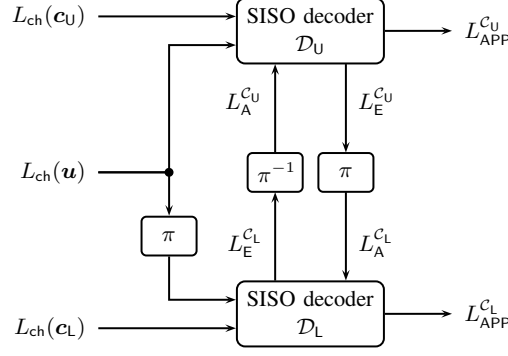 L_ch(c_U)
SISO decoder
D_U
L_APP^{C_U}
L_A^{C_U}
L_E^{C_U}
L_ch(u)
π^{-1}
π
π
L_E^{C_L}
L_A^{C_L}
SISO decoder
D_L
L_APP^{C_L}
L_ch(c_L)